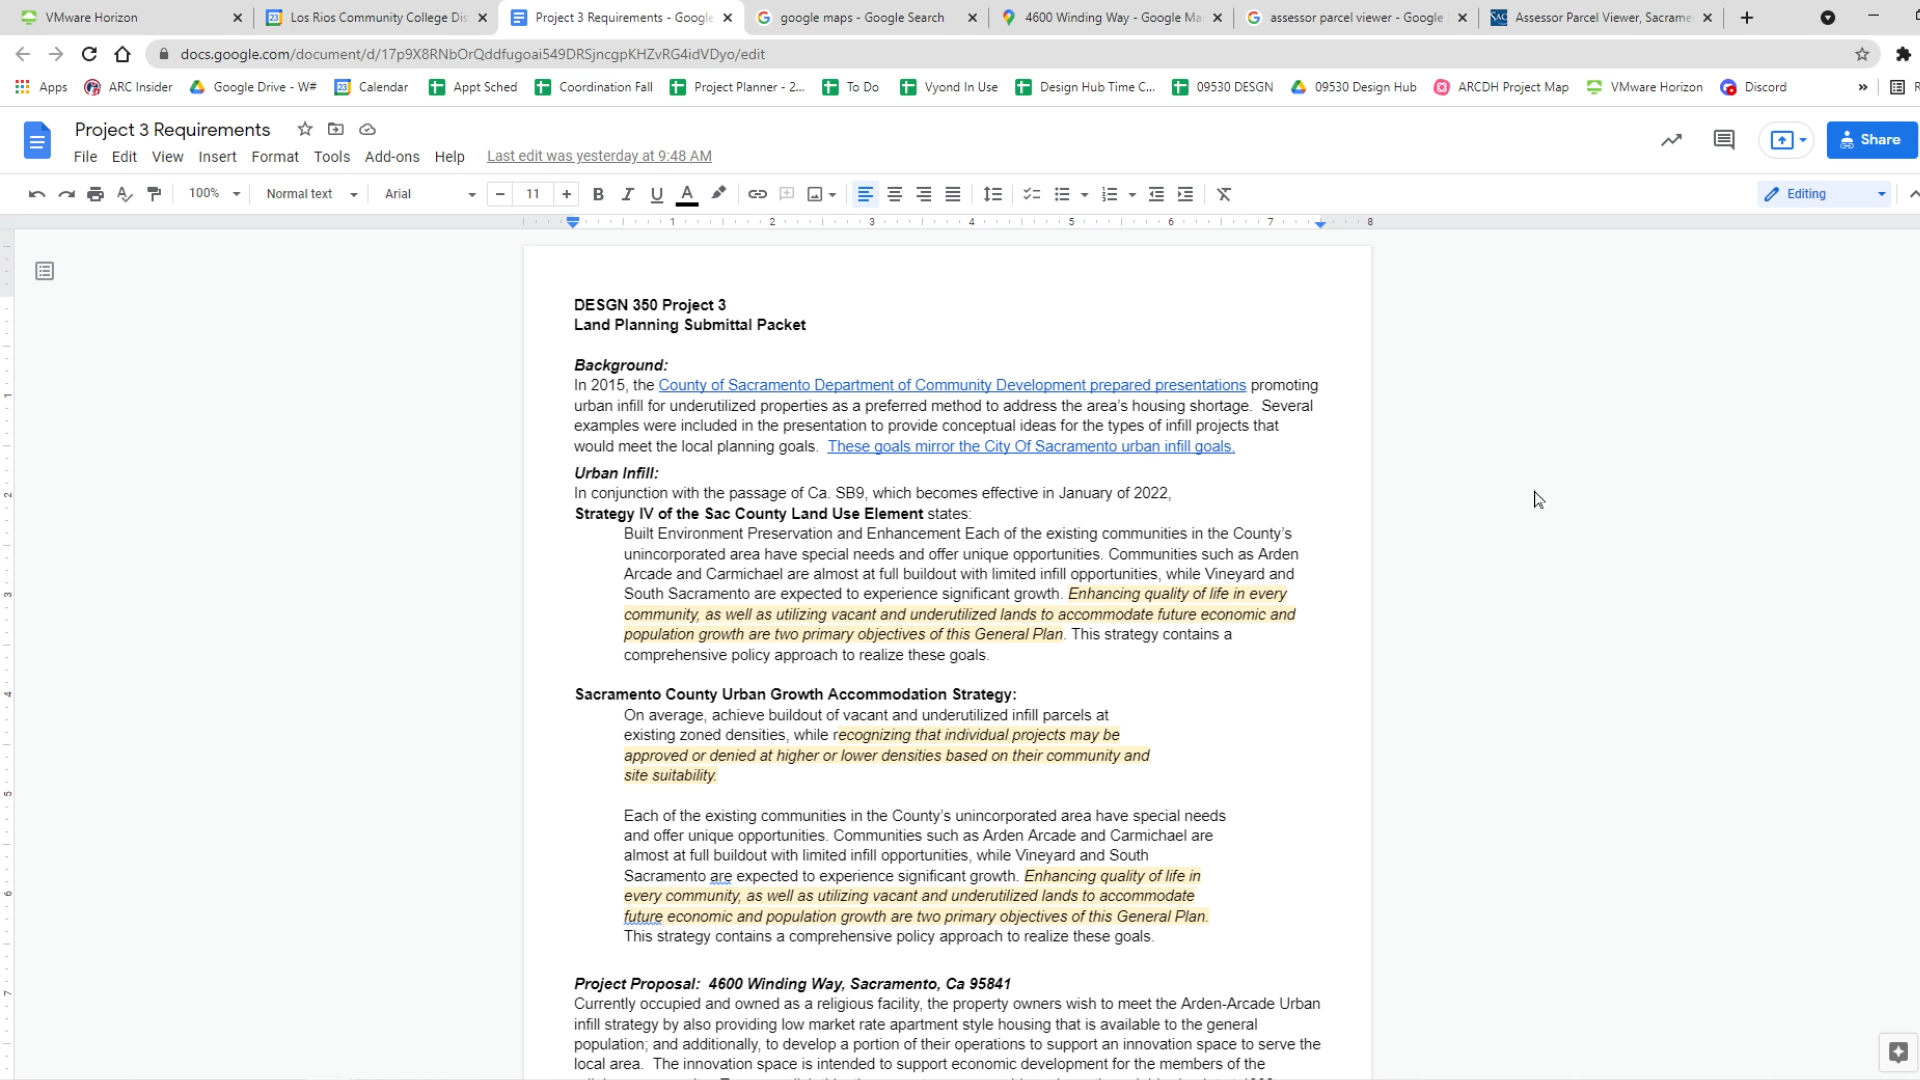 VMware Horizon
Los Rios Community College Dis
Project 3 Requirements - Google
google maps - Google Search
4600 Winding Way - Google Ma
assessor parcel viewer - Google
Assessor Parcel Viewer, Sacrame
docs.google.com/document/d/17p9X8RNbOrQddfugoai549DRSjncgpKHZvRG4idVDyo/edit
Apps
ARC Insider
Google Drive - W#
Calendar
Appt Sched
Coordination Fall
Project Planner - 2...
To Do
Vyond In Use
Design Hub Time C...
09530 DESGN
09530 Design Hub
ARCDH Project Map
VMware Horizon
Discord
»
Project 3 Requirements
File Edit View Insert Format Tools Add-ons Help Last edit was yesterday at 9:48 AM
Share
100% Normal text Arial 11
Editing
1 2 3 4 5 6 7 8
DESGN 350 Project 3
Land Planning Submittal Packet
Background:
In 2015, the County of Sacramento Department of Community Development prepared presentations promoting
urban infill for underutilized properties as a preferred method to address the area's housing shortage. Several
examples were included in the presentation to provide conceptual ideas for the types of infill projects that
would meet the local planning goals. These goals mirror the City Of Sacramento urban infill goals.
Urban Infill:
In conjunction with the passage of Ca. SB9, which becomes effective in January of 2022,
Strategy IV of the Sac County Land Use Element states:
Built Environment Preservation and Enhancement Each of the existing communities in the County's
unincorporated area have special needs and offer unique opportunities. Communities such as Arden
Arcade and Carmichael are almost at full buildout with limited infill opportunities, while Vineyard and
South Sacramento are expected to experience significant growth. Enhancing quality of life in every
community, as well as utilizing vacant and underutilized lands to accommodate future economic and
population growth are two primary objectives of this General Plan. This strategy contains a
comprehensive policy approach to realize these goals.
Sacramento County Urban Growth Accommodation Strategy:
On average, achieve buildout of vacant and underutilized infill parcels at
existing zoned densities, while recognizing that individual projects may be
approved or denied at higher or lower densities based on their community and
site suitability.
Each of the existing communities in the County's unincorporated area have special needs
and offer unique opportunities. Communities such as Arden Arcade and Carmichael are
almost at full buildout with limited infill opportunities, while Vineyard and South
Sacramento are expected to experience significant growth. Enhancing quality of life in
every community, as well as utilizing vacant and underutilized lands to accommodate
future economic and population growth are two primary objectives of this General Plan.
This strategy contains a comprehensive policy approach to realize these goals.
Project Proposal: 4600 Winding Way, Sacramento, Ca 95841
Currently occupied and owned as a religious facility, the property owners wish to meet the Arden-Arcade Urban
infill strategy by also providing low market rate apartment style housing that is available to the general
population; and additionally, to develop a portion of their operations to support an innovation space to serve the
local area. The innovation space is intended to support economic development for the members of the